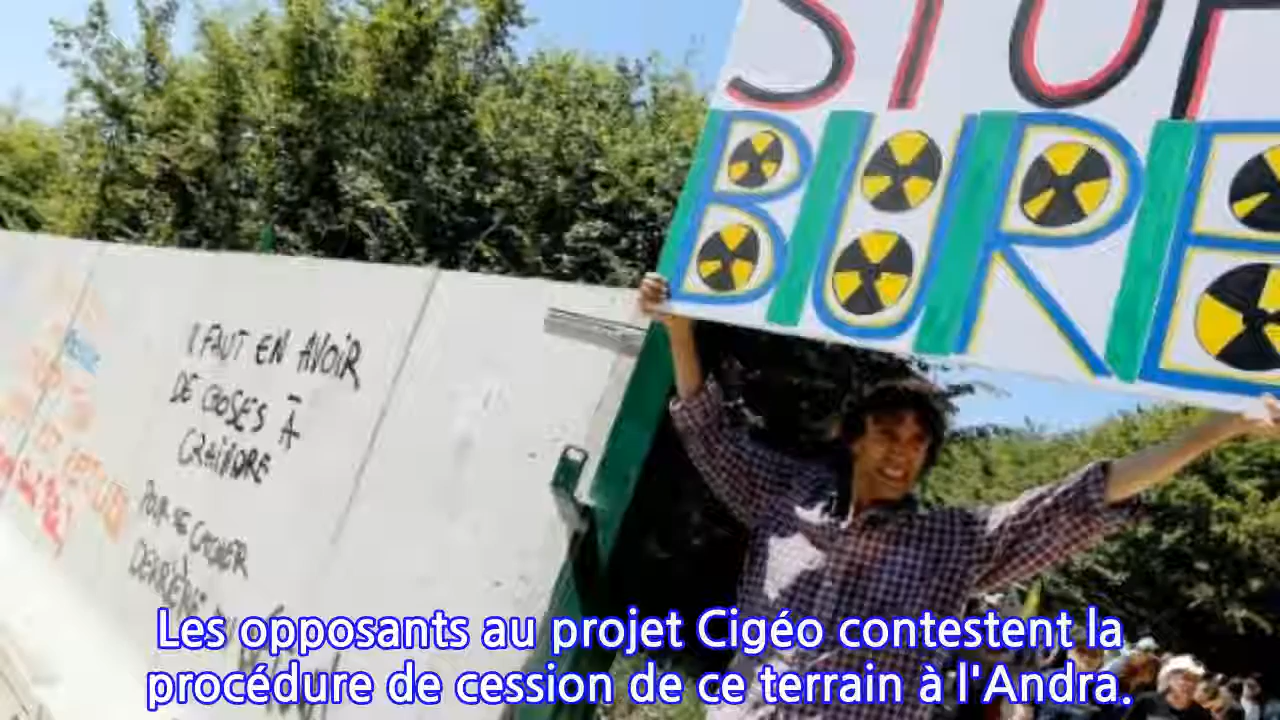 STOP
BURE
IL FAUT EN AVOIR
DE CHOSES À
CRAINDRE
POUR SE CACHER
DERRIÈRE
Les opposants au projet Cigéo contestent la
procédure de cession de ce terrain à l'Andra.